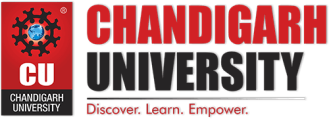 ®
CU
CHANDIGARH
UNIVERSITY
CHANDIGARH
UNIVERSITY
Discover. Learn. Empower.